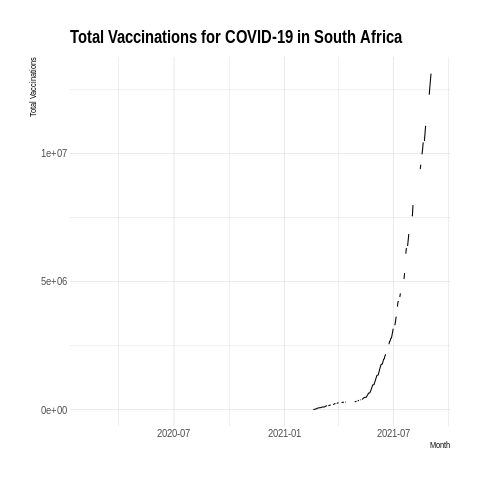 Total Vaccinations for COVID-19 in South Africa
Total Vaccinations
1e+07
5e+06
0e+00
2020-07 2021-01 2021-07
Month